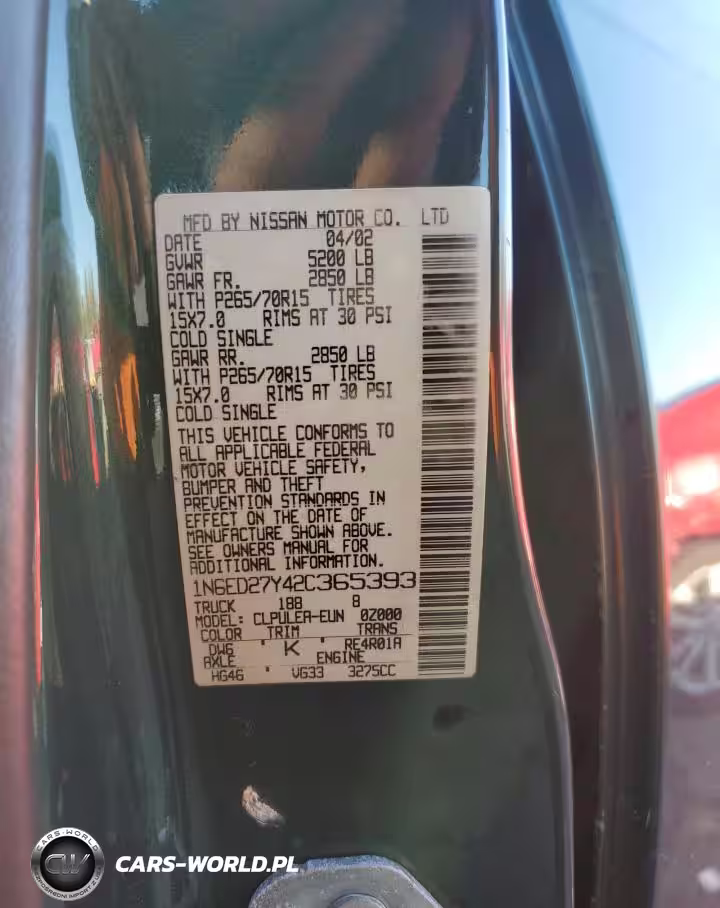 MFD BY NISSAN MOTOR CO. LTD
DATE 04/02
GVWR 5200 LB
GAWR FR. 2850 LB
WITH P265/70R15 TIRES
15X7.0 RIMS AT 30 PSI
COLD SINGLE
GAWR RR. 2850 LB
WITH P265/70R15 TIRES
15X7.0 RIMS AT 30 PSI
COLD SINGLE
THIS VEHICLE CONFORMS TO
ALL APPLICABLE FEDERAL
MOTOR VEHICLE SAFETY,
BUMPER AND THEFT
PREVENTION STANDARDS IN
EFFECT ON THE DATE OF
MANUFACTURE SHOWN ABOVE.
SEE OWNERS MANUAL FOR
ADDITIONAL INFORMATION.
1N6ED27Y42C365393
TRUCK 188 8
MODEL: CLPULEA-EUN 0Z000
COLOR TRIM TRANS
DW6 K RE4R01A
AXLE ENGINE
HG46 VG33 3275CC
CARS-WORLD
CW
CARS-WORLD.PL